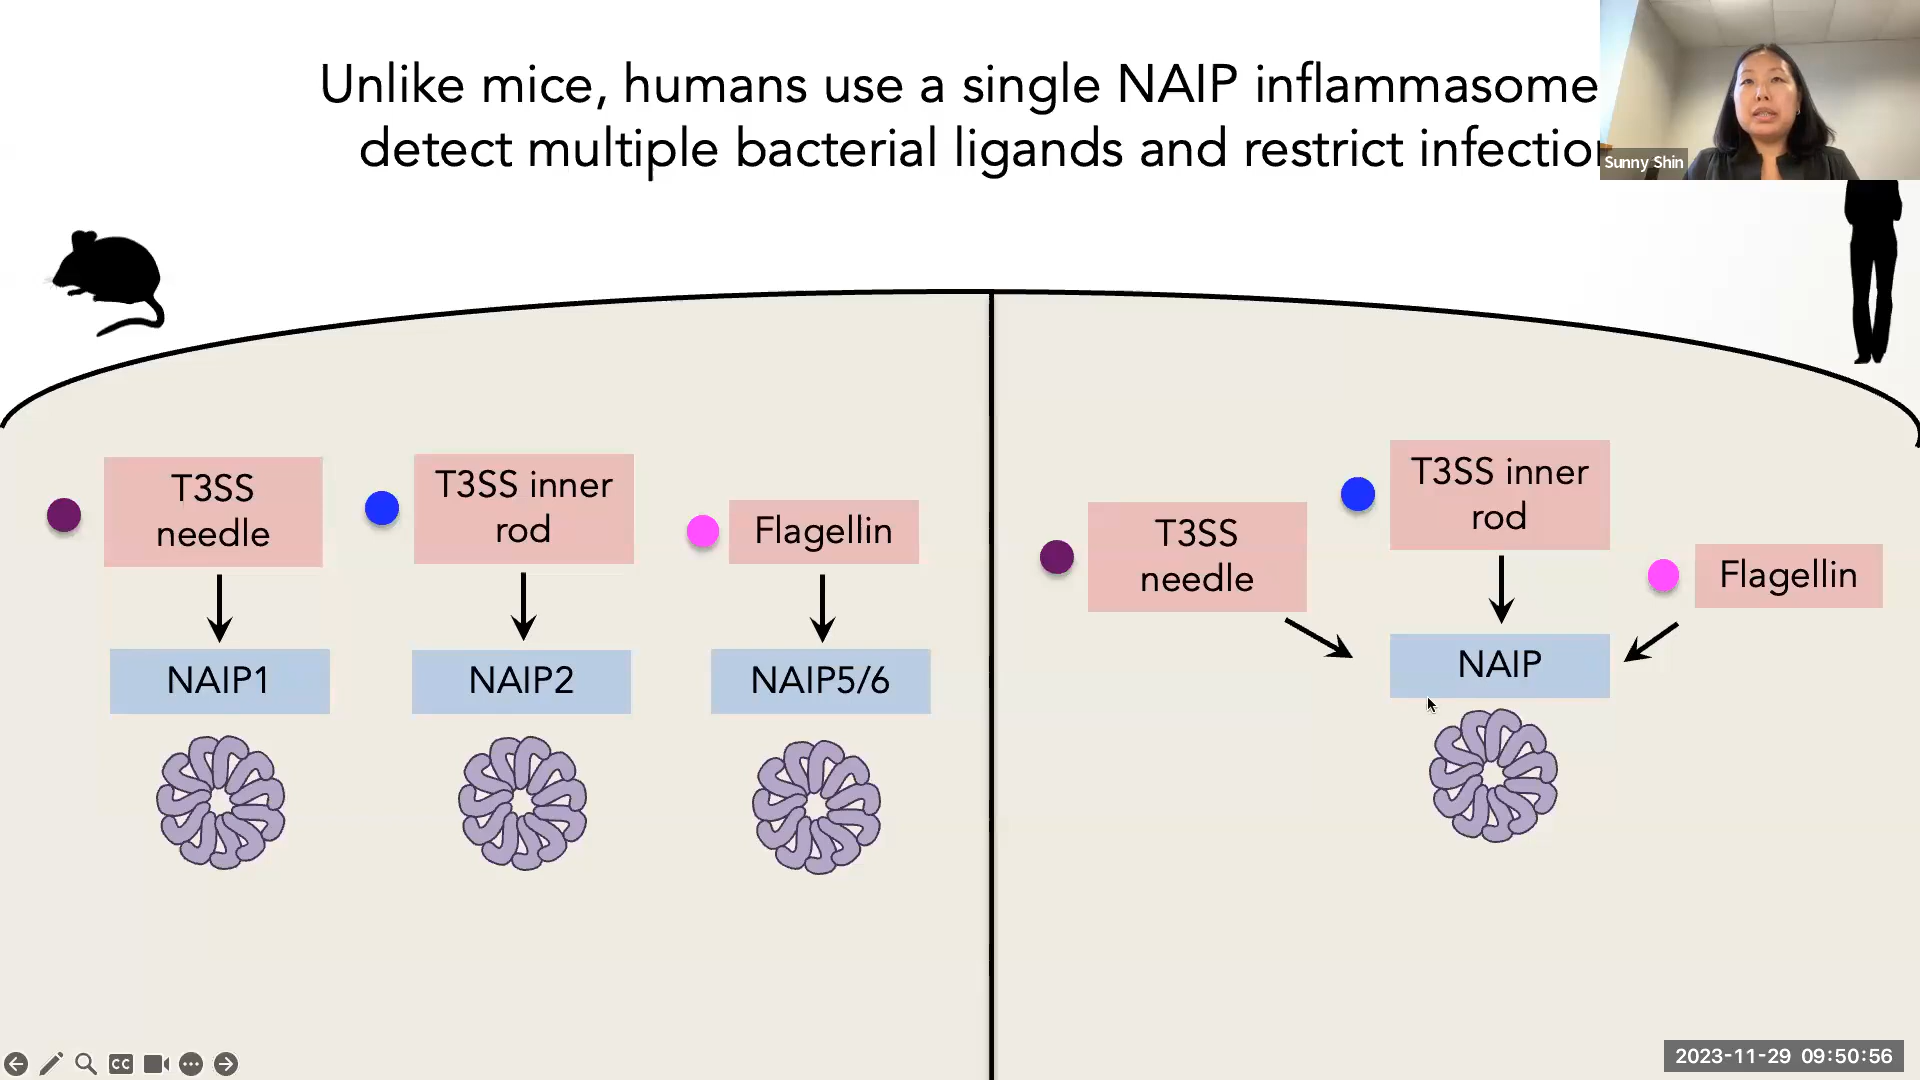 Unlike mice, humans use a single NAIP inflammasome
detect multiple bacterial ligands and restrict
Sunny Shin
T3SS
needle
T3SS inner
rod
Flagellin
NAIP1
NAIP2
NAIP5/6
T3SS
needle
T3SS inner
rod
Flagellin
NAIP
CC
2023-11-29 09:50:56